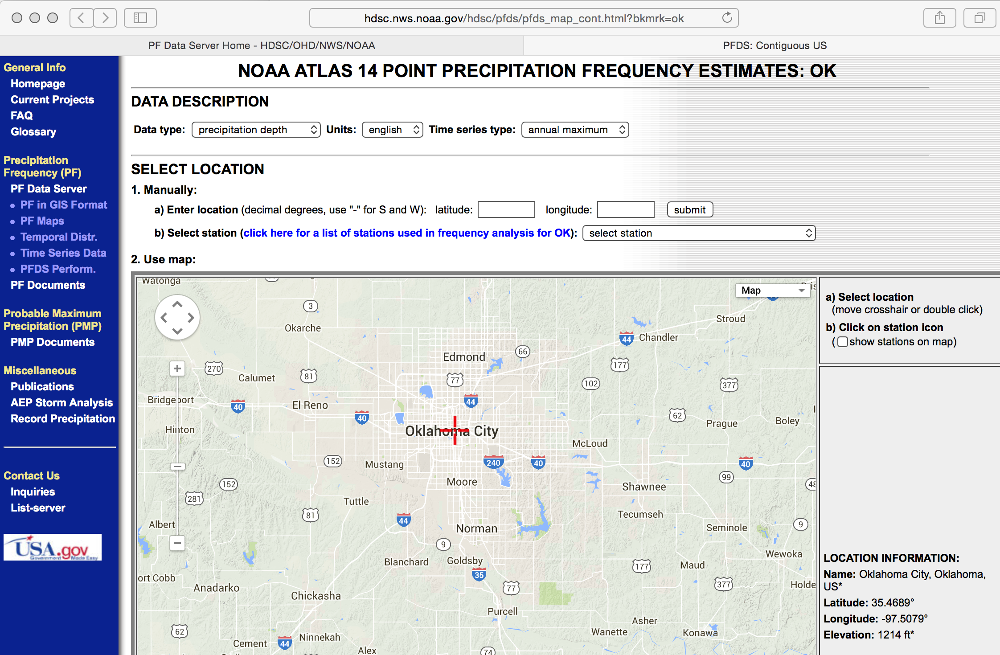 hdsc.nws.noaa.gov/hdsc/pfds/pfds_map_cont.html?bkmrk=ok
PF Data Server Home - HDSC/OHD/NWS/NOAA
PFDS: Contiguous US
General Info
Homepage
Current Projects
FAQ
Glossary
Precipitation
Frequency (PF)
PF Data Server
• PF in GIS Format
• PF Maps
• Temporal Distr.
• Time Series Data
• PFDS Perform.
PF Documents
Probable Maximum
Precipitation (PMP)
PMP Documents
Miscellaneous
Publications
AEP Storm Analysis
Record Precipitation
Contact Us
Inquiries
List-server
USA.gov
Government Made Easy
NOAA ATLAS 14 POINT PRECIPITATION FREQUENCY ESTIMATES: OK
DATA DESCRIPTION
Data type: precipitation depth Units: english Time series type: annual maximum
SELECT LOCATION
1. Manually:
a) Enter location (decimal degrees, use "-" for S and W): latitude: longitude: submit
b) Select station (click here for a list of stations used in frequency analysis for OK): select station
2. Use map:
Watonga
Map
3
Stroud
Okarche
44 Chandler
66
Edmond
177
270
81
77
Calumet
102
377
Bridgeport
40
El Reno
44
40
62
Prague
Boley
Hinton
Oklahoma City
McLoud
152
Mustang
240
40
40
Moore
99
152
Shawnee
48
281
Tuttle
81
44
Tecumseh
Albert
Norman
Seminole
9
9
Blanchard
Goldsby
Wewoka
177
Maud
35
ort Cobb
Anadarko
77
377
Holde
Chickasha
Purcell
Asher
62
Wanette
Konawa
Ninnekah
Cement
44
Alex
74
a) Select location
(move crosshair or double click)
b) Click on station icon
( show stations on map)
LOCATION INFORMATION:
Name: Oklahoma City, Oklahoma,
US*
Latitude: 35.4689°
Longitude: -97.5079°
Elevation: 1214 ft*